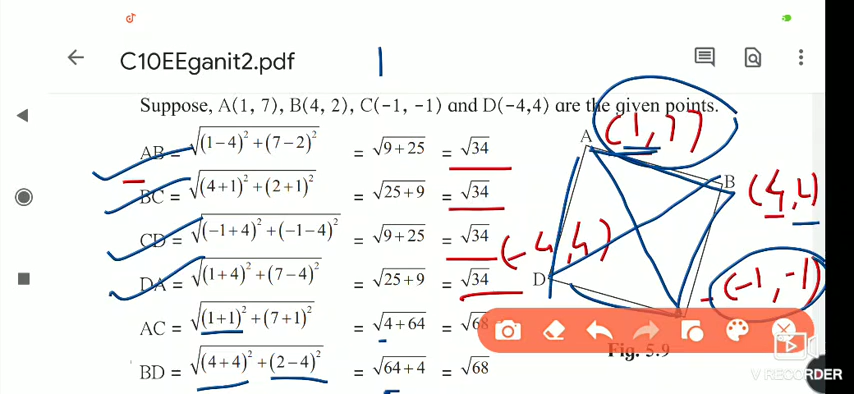 C10EEganit2.pdf
Suppose, A(1, 7), B(4, 2), C(-1, -1) and D(-4,4) are the given points.
AB = √((1−4)² +(7−2)²) = √(9+25) = √34
BC = √((4+1)² +(2+1)²) = √(25+9) = √34
CD = √((−1+4)² +(−1−4)²) = √(9+25) = √34
DA = √((1+4)² +(7−4)²) = √(25+9) = √34
AC = √((1+1)² +(7+1)²) = √(4+64) = √68
BD = √((4+4)² +(2−4)²) = √(64+4) = √68
A
(1, 7)
B
(-4, 4)
D
(-1, -1)
Fig. 5.9
V RECORDER